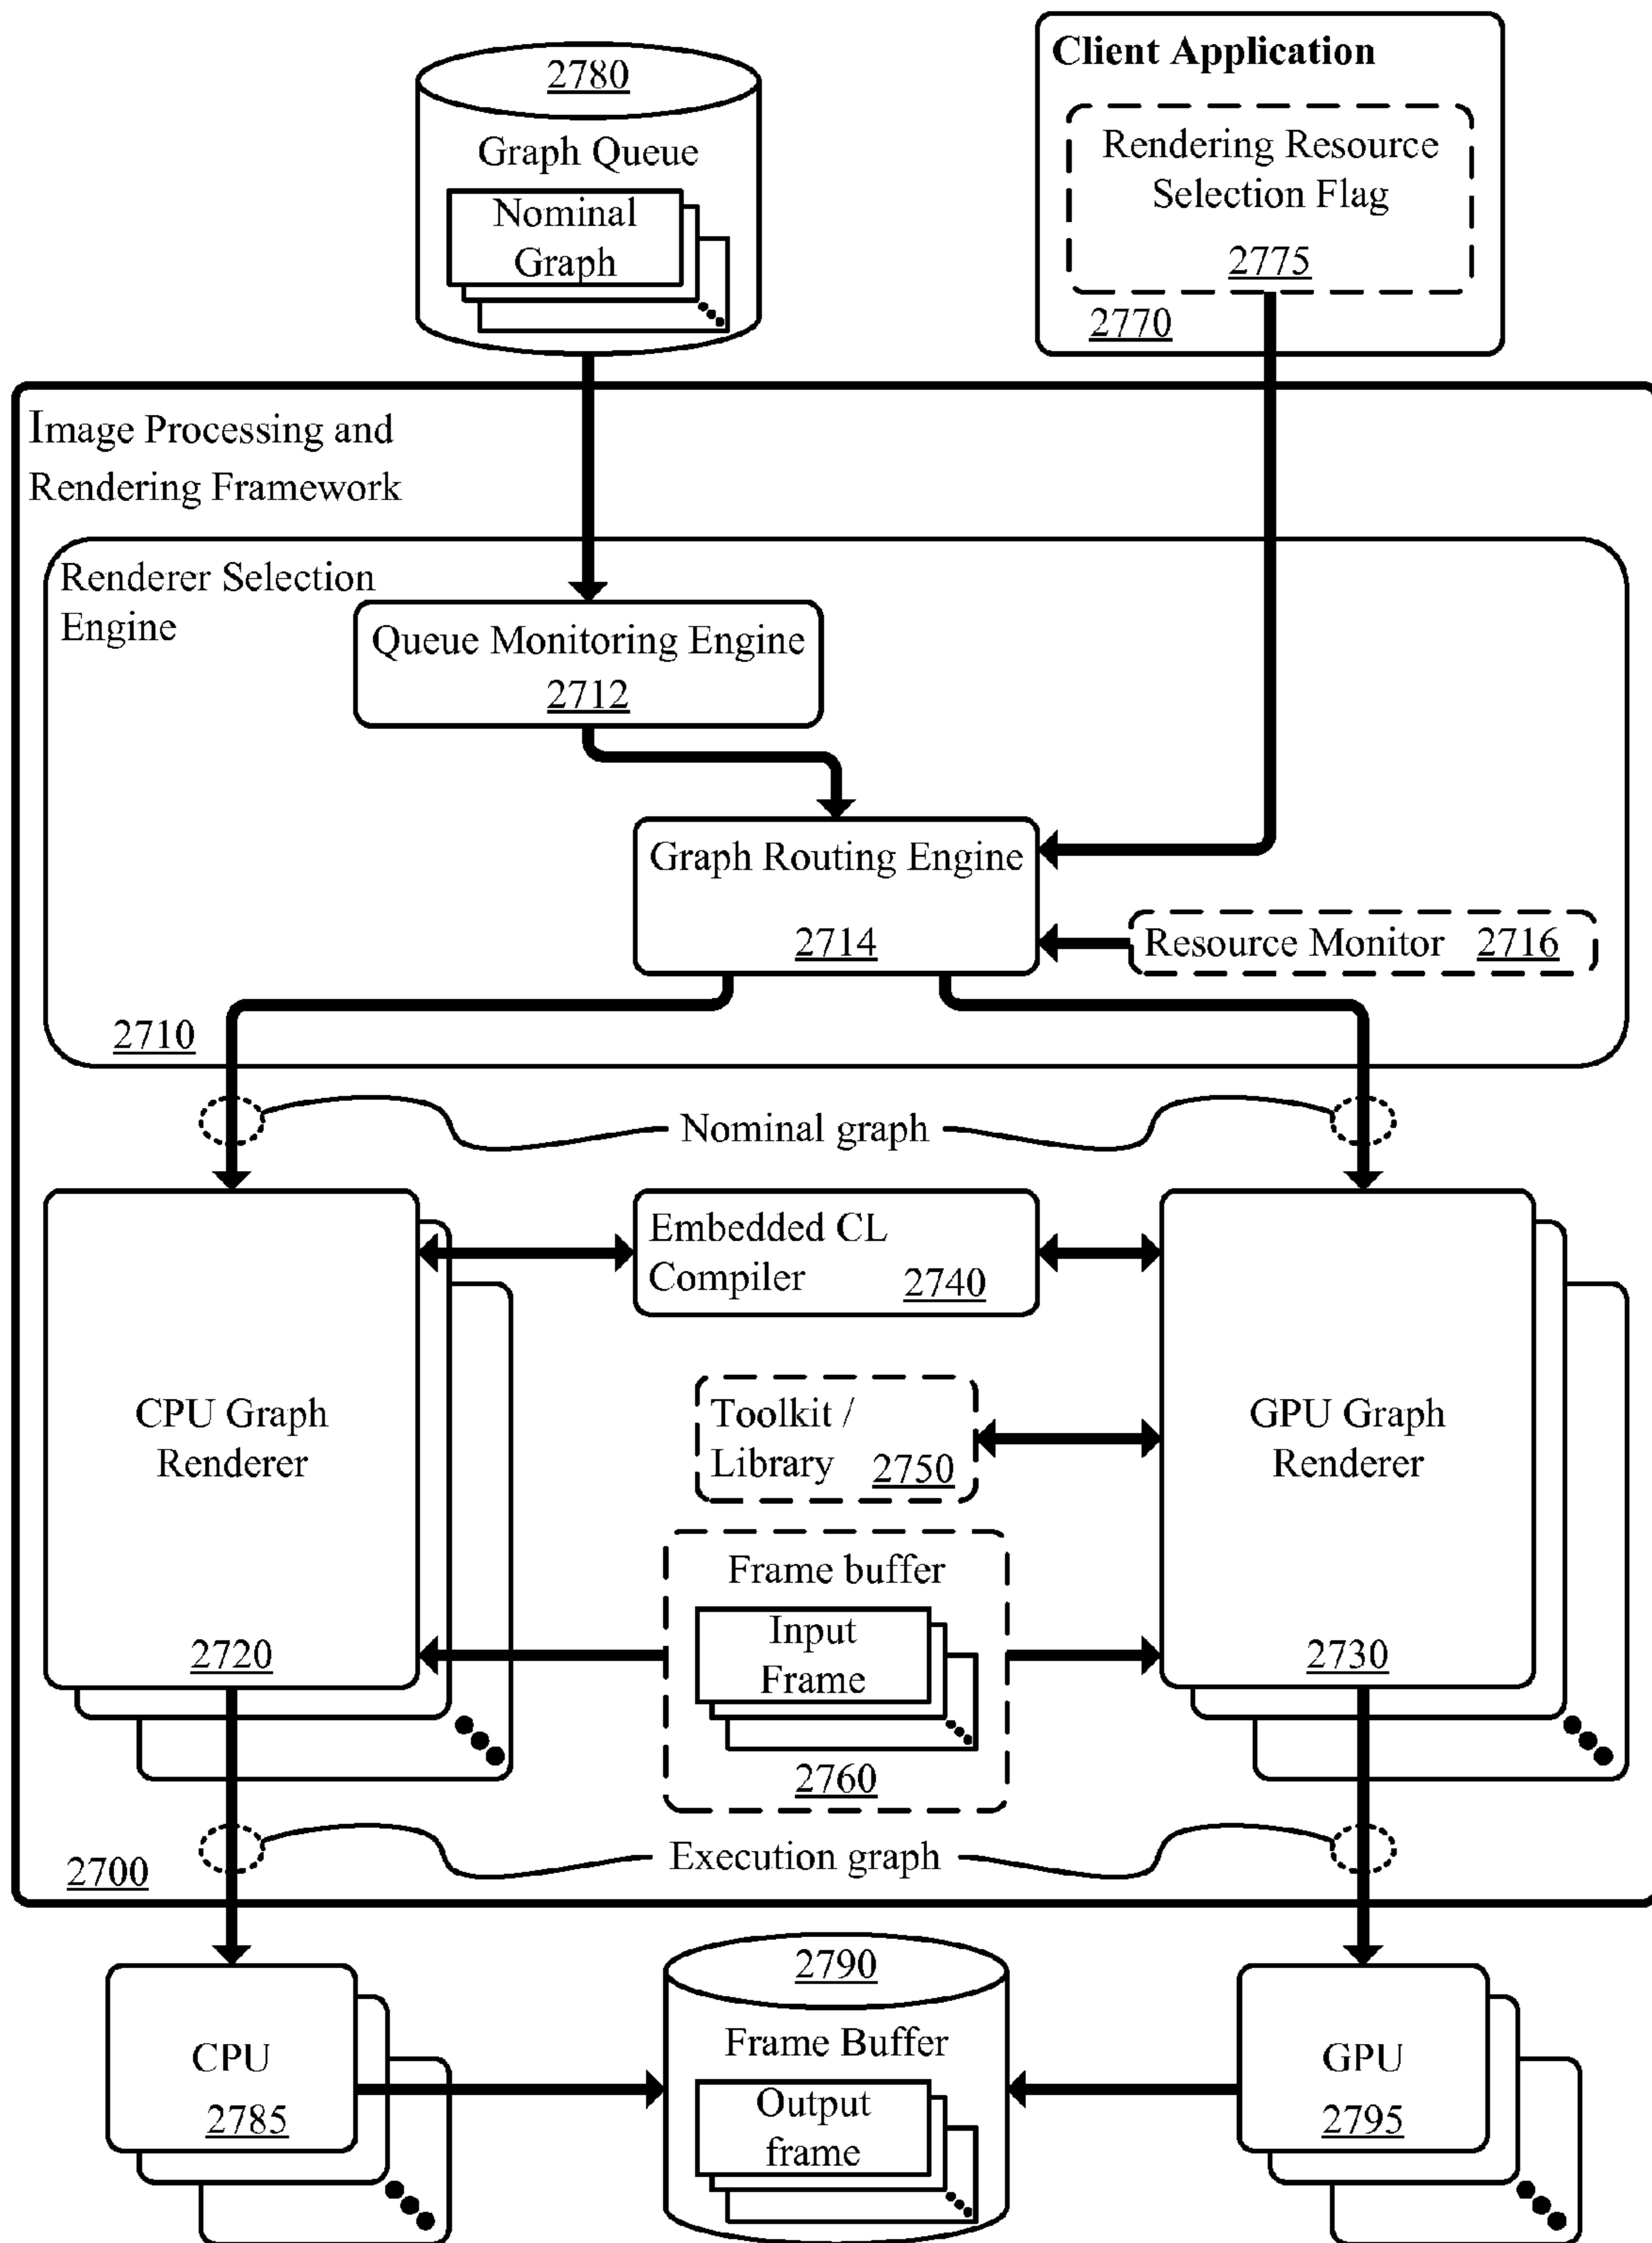 2780
Graph Queue
Nominal
Graph
Client Application
Rendering Resource
Selection Flag
2775
2770
Image Processing and
Rendering Framework
Renderer Selection
Engine
Queue Monitoring Engine
2712
Graph Routing Engine
2714
Resource Monitor 2716
2710
Nominal graph
Embedded CL
Compiler 2740
CPU Graph
Renderer
2720
Toolkit /
Library 2750
GPU Graph
Renderer
2730
Frame buffer
Input
Frame
2760
Execution graph
2700
CPU
2785
2790
Frame Buffer
Output
frame
GPU
2795